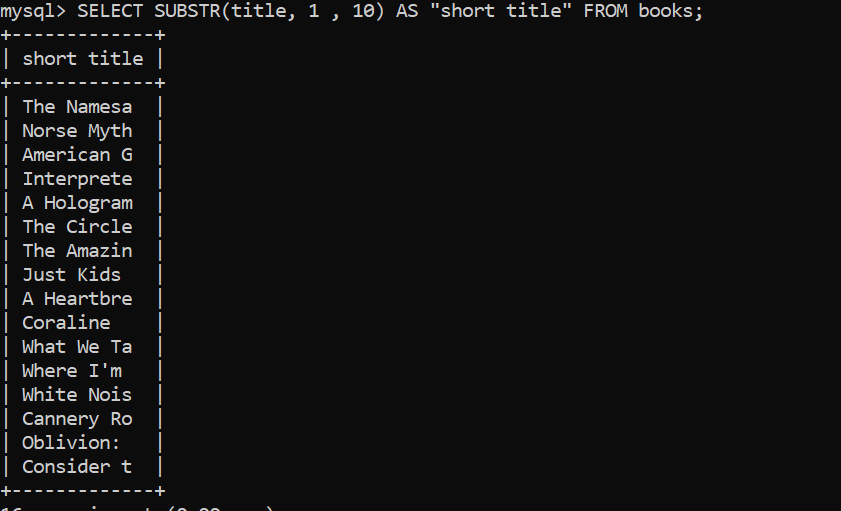 mysql> SELECT SUBSTR(title, 1 , 10) AS "short title" FROM books;
+-------------+
| short title |
+-------------+
| The Namesa  |
| Norse Myth  |
| American G  |
| Interprete  |
| A Hologram  |
| The Circle  |
| The Amazin  |
| Just Kids   |
| A Heartbre  |
| Coraline    |
| What We Ta  |
| Where I'm   |
| White Nois  |
| Cannery Ro  |
| Oblivion:   |
| Consider t  |
+-------------+